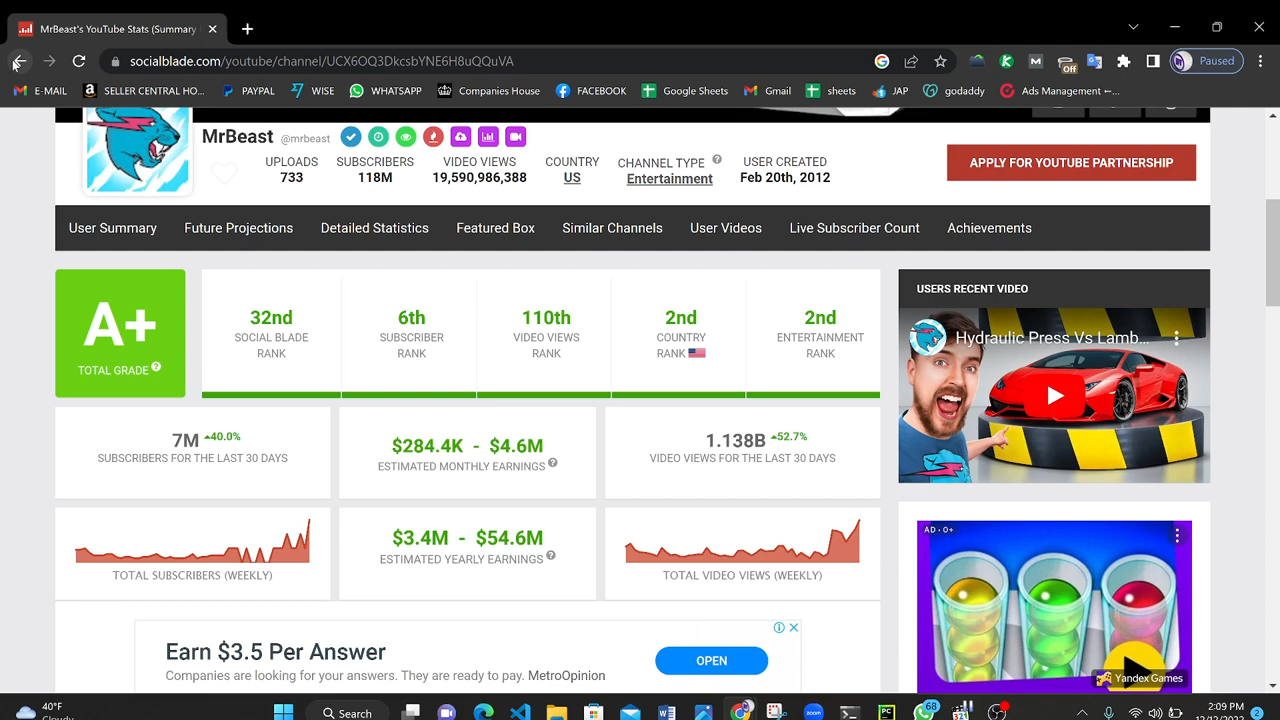 MrBeast's YouTube Stats (Summary
socialblade.com/youtube/channel/UCX6OQ3DkcsbYNE6H8uQQuVA
Off
Paused
E-MAIL
SELLER CENTRAL HO...
PAYPAL
WISE
WHATSAPP
Companies House
FACEBOOK
Google Sheets
Gmail
sheets
JAP
godaddy
Ads Management –...
MrBeast @mrbeast
UPLOADS
733
SUBSCRIBERS
118M
VIDEO VIEWS
19,590,986,388
COUNTRY
US
CHANNEL TYPE
Entertainment
USER CREATED
Feb 20th, 2012
APPLY FOR YOUTUBE PARTNERSHIP
User Summary
Future Projections
Detailed Statistics
Featured Box
Similar Channels
User Videos
Live Subscriber Count
Achievements
A+
TOTAL GRADE
32nd
SOCIAL BLADE
RANK
6th
SUBSCRIBER
RANK
110th
VIDEO VIEWS
RANK
2nd
COUNTRY
RANK
2nd
ENTERTAINMENT
RANK
USERS RECENT VIDEO
Hydraulic Press Vs Lamb...
7M 40.0%
SUBSCRIBERS FOR THE LAST 30 DAYS
$284.4K - $4.6M
ESTIMATED MONTHLY EARNINGS
1.138B 52.7%
VIDEO VIEWS FOR THE LAST 30 DAYS
TOTAL SUBSCRIBERS (WEEKLY)
$3.4M - $54.6M
ESTIMATED YEARLY EARNINGS
TOTAL VIDEO VIEWS (WEEKLY)
AD • 0+
Yandex Games
Earn $3.5 Per Answer
Companies are looking for your answers. They are ready to pay. MetroOpinion
OPEN
40°F
Cloudy
Search
zoom
PC
68
2:09 PM
2